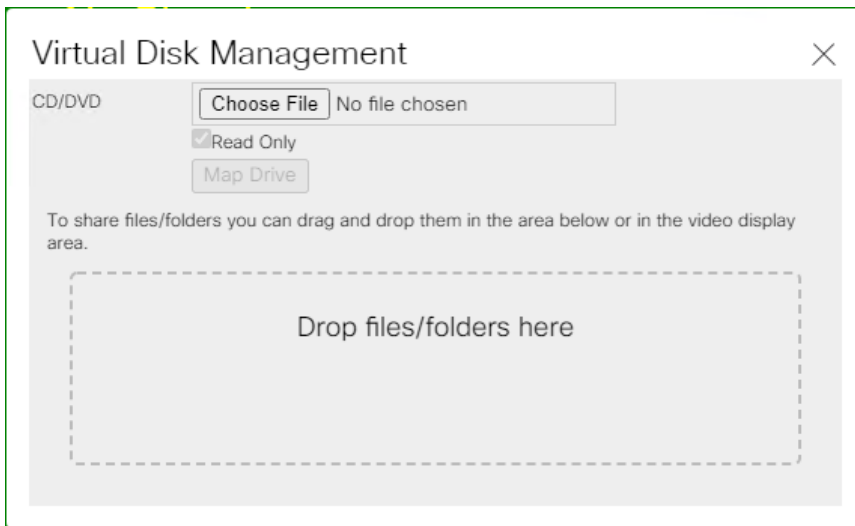 Virtual Disk Management
CD/DVD
Choose File No file chosen
Read Only
Map Drive
To share files/folders you can drag and drop them in the area below or in the video display
area.
Drop files/folders here